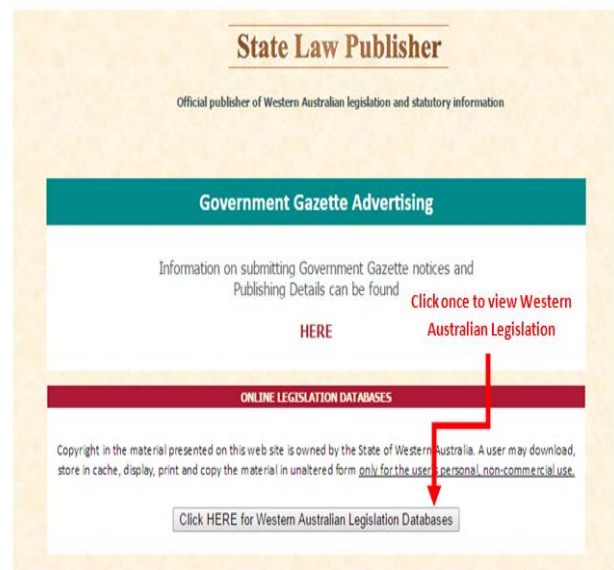 State Law Publisher
Official publisher of Western Australian legislation and statutory information
Government Gazette Advertising
Information on submitting Government Gazette notices and
Publishing Details can be found
HERE
Click once to view Western
Australian Legislation
ONLINE LEGISLATION DATABASES
Copyright in the material presented on this web site is owned by the State of Western Australia. A user may download,
store in cache, display, print and copy the material in unaltered form only for the user's personal, non-commercial use.
Click HERE for Western Australian Legislation Databases